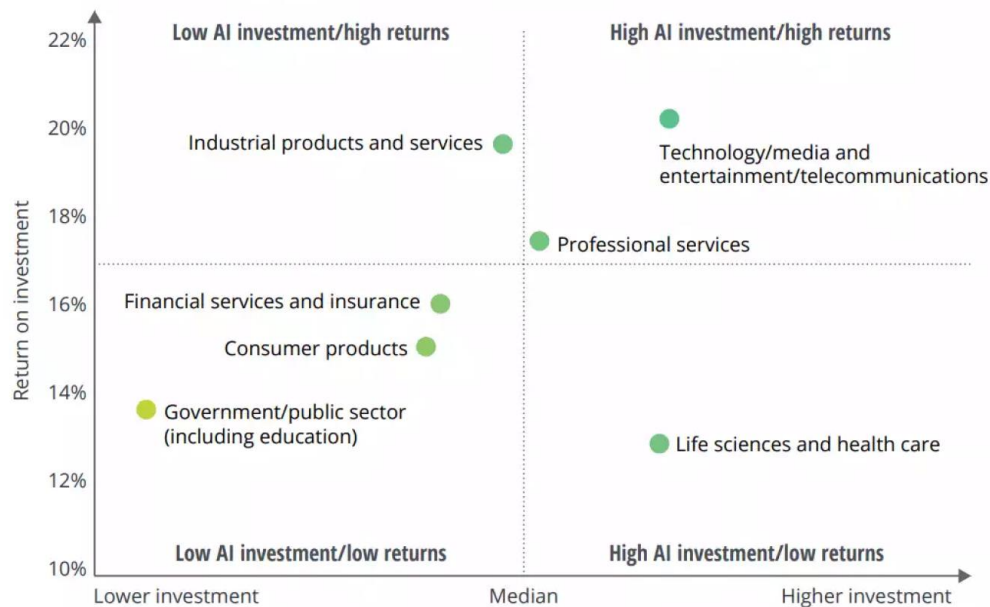 Low AI investment/high returns
High AI investment/high returns
22%
20%
18%
16%
14%
12%
10%
Return on investment
Industrial products and services
Technology/media and
entertainment/telecommunications
Professional services
Financial services and insurance
Consumer products
Government/public sector
(including education)
Life sciences and health care
Low AI investment/low returns
High AI investment/low returns
Lower investment
Median
Higher investment